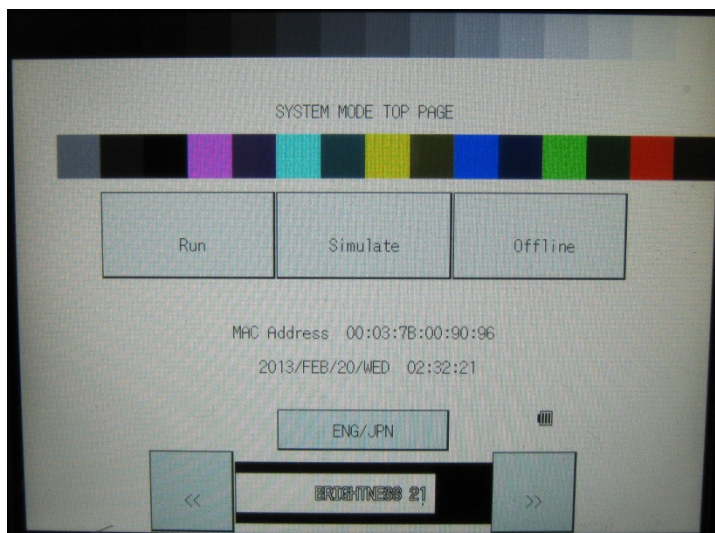 SYSTEM MODE TOP PAGE
Run Simulate Offline
MAC Address 00:03:7B:00:90:96
2013/FEB/20/WED 02:32:21
ENG/JPN
<< BRIGHTNESS 21 >>